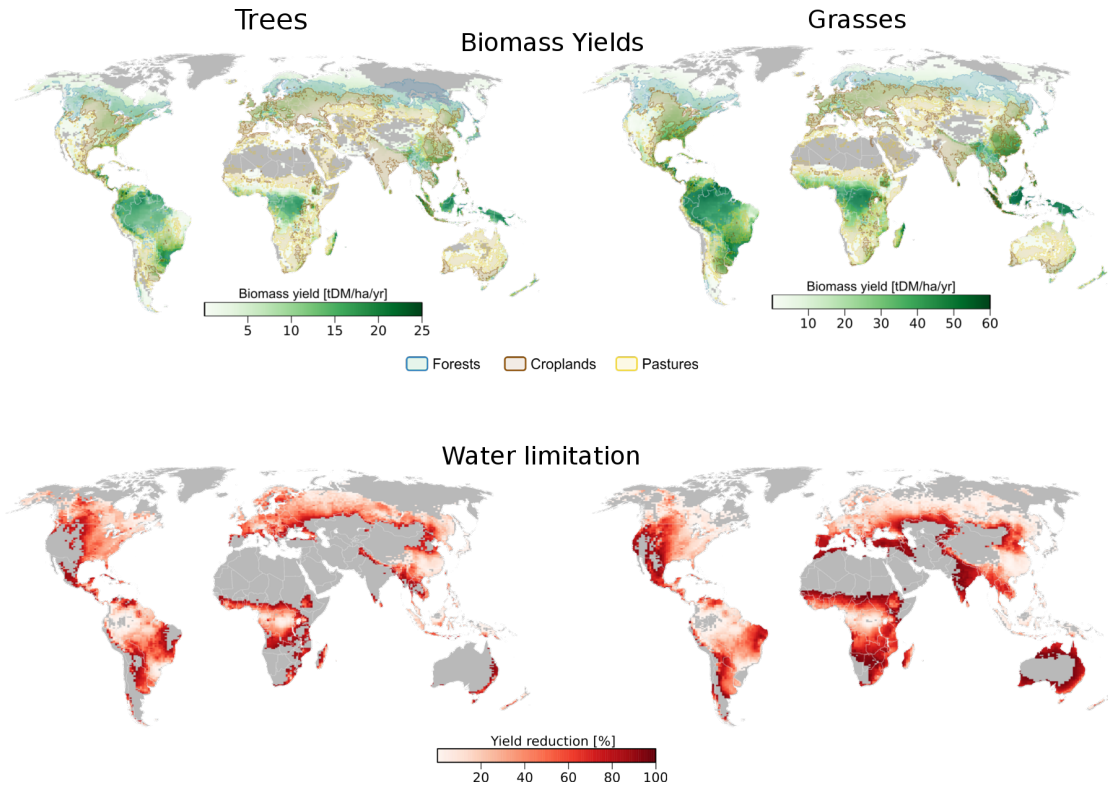 Trees
Grasses
Biomass Yields
Biomass yield [tDM/ha/yr]
5 10 15 20 25
Biomass yield [tDM/ha/yr]
10 20 30 40 50 60
Forests Croplands Pastures
Water limitation
Yield reduction [%]
20 40 60 80 100